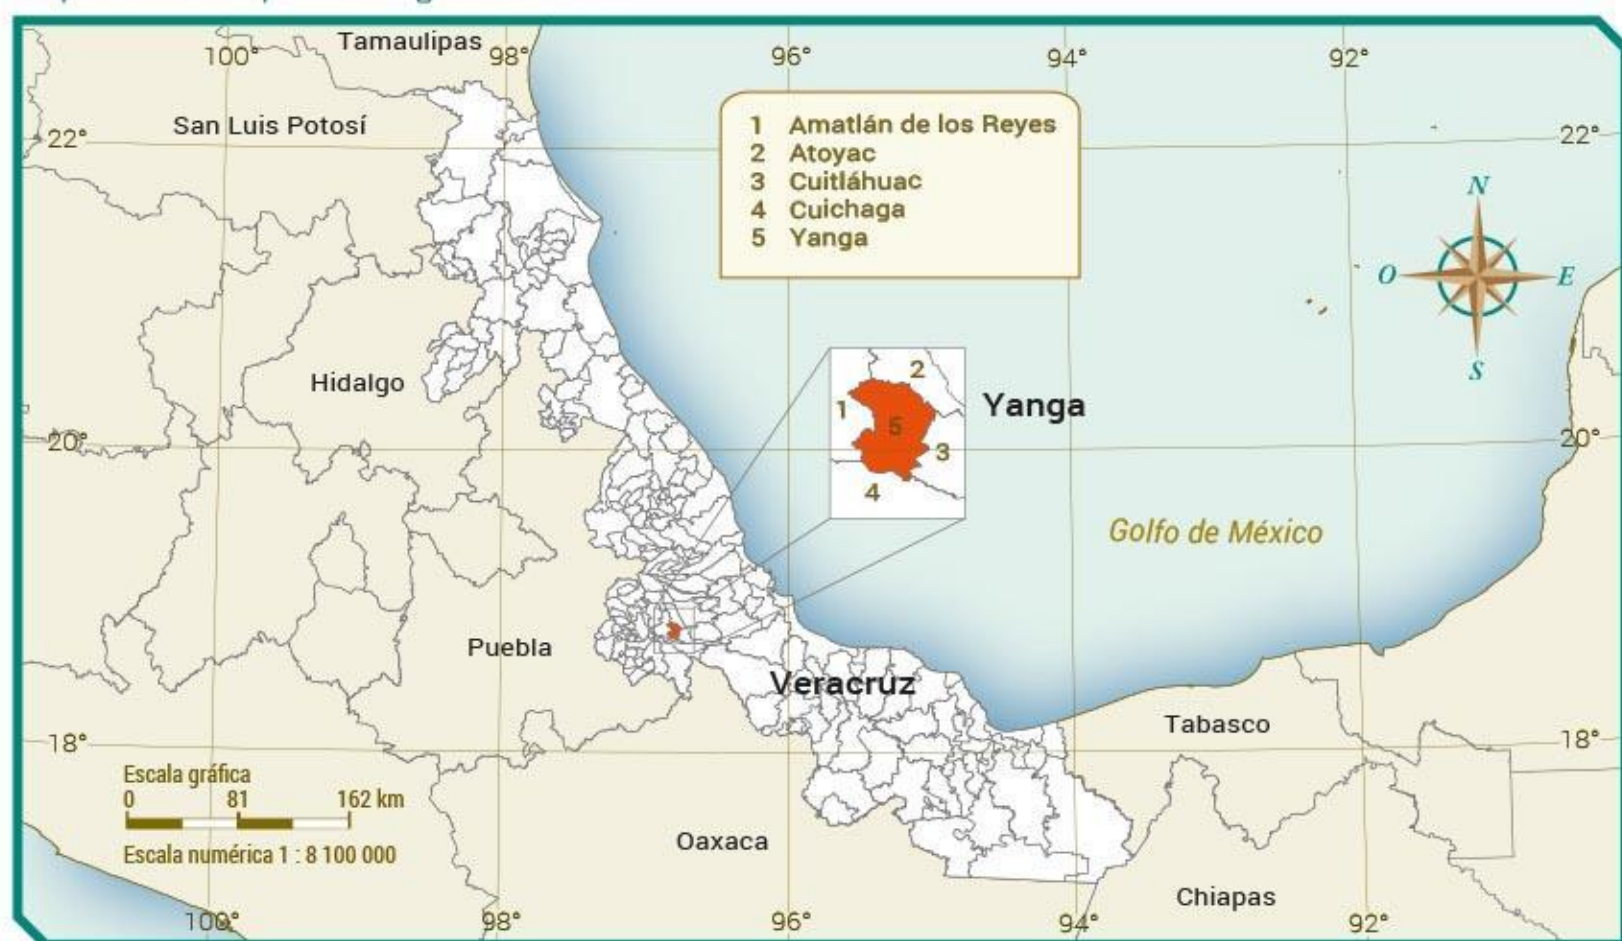 Tamaulipas
100° 98° 96° 94° 92°
San Luis Potosí
22° 22°
1 Amatlán de los Reyes
2 Atoyac
3 Cuitláhuac
4 Cuichaga
5 Yanga
N
O E
S
Hidalgo
2
1
5
3
4
Yanga
20° 20°
Golfo de México
Puebla
Veracruz
Tabasco
18° 18°
Escala gráfica
0 81 162 km
Escala numérica 1 : 8 100 000
Oaxaca
Chiapas
100° 98° 96° 94° 92°